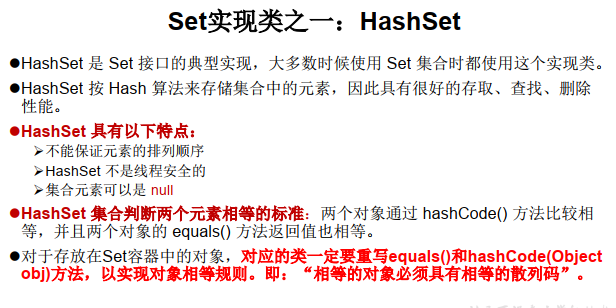 Set实现类之一：HashSet
●HashSet 是 Set 接口的典型实现，大多数时候使用 Set 集合时都使用这个实现类。
●HashSet 按 Hash 算法来存储集合中的元素，因此具有很好的存取、查找、删除
性能。
●HashSet 具有以下特点：
➢不能保证元素的排列顺序
➢HashSet 不是线程安全的
➢集合元素可以是 null
●HashSet 集合判断两个元素相等的标准：两个对象通过 hashCode() 方法比较相
等，并且两个对象的 equals() 方法返回值也相等。
●对于存放在Set容器中的对象，对应的类一定要重写equals()和hashCode(Object
obj)方法，以实现对象相等规则。即：“相等的对象必须具有相等的散列码”。